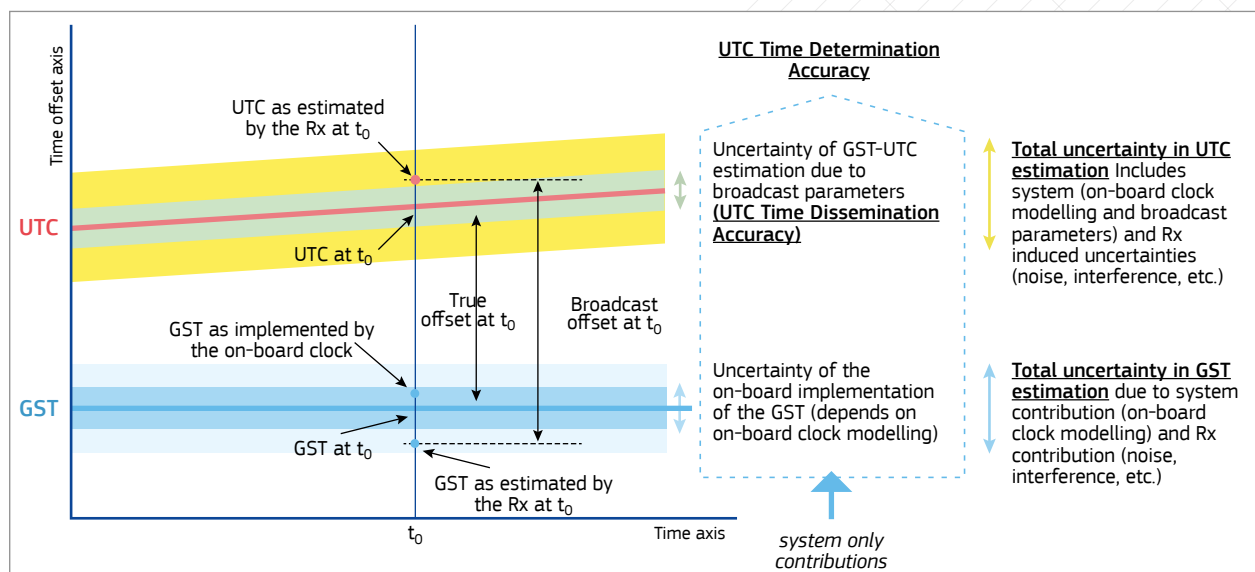 Time offset axis
UTC Time Determination
Accuracy
UTC as estimated
by the Rx at t0
UTC
UTC at t0
True
offset at t0
Broadcast
offset at t0
Uncertainty of GST-UTC
estimation due to
broadcast parameters
(UTC Time Dissemination
Accuracy)
Total uncertainty in UTC
estimation Includes
system (on-board clock
modelling and broadcast
parameters) and Rx
induced uncertainties
(noise, interference, etc.)
GST as implemented by
the on-board clock
GST
GST at t0
GST as estimated by
the Rx at t0
Uncertainty of the
on-board implementation
of the GST (depends on
on-board clock modelling)
Total uncertainty in GST
estimation due to system
contribution (on-board
clock modelling) and Rx
contribution (noise,
interference, etc.)
t0
Time axis
system only
contributions